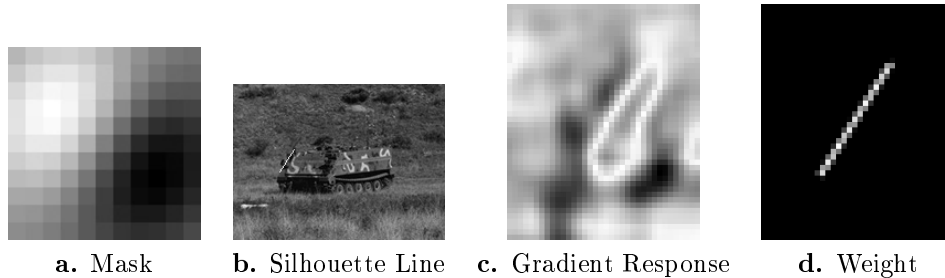 a. Mask
b. Silhouette Line
c. Gradient Response
d. Weight